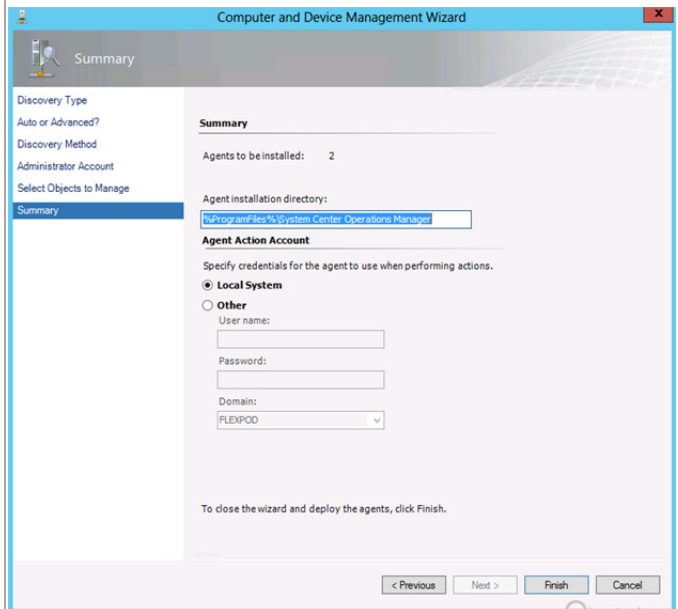 Computer and Device Management Wizard
x
Summary
Discovery Type
Auto or Advanced?
Discovery Method
Administrator Account
Select Objects to Manage
Summary
Summary
Agents to be installed: 2
Agent installation directory:
%ProgramFiles%\System Center Operations Manager
Agent Action Account
Specify credentials for the agent to use when performing actions.
Local System
Other
User name:
Password:
Domain:
FLEXPOD
To close the wizard and deploy the agents, click Finish.
< Previous Next > Finish Cancel